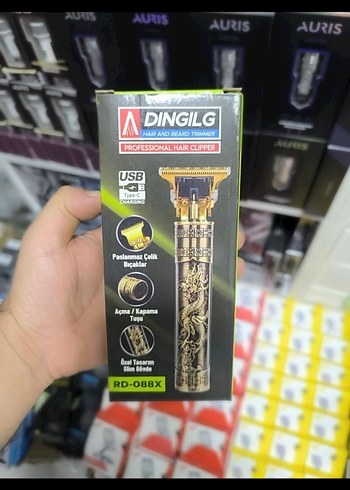 AURIS
AURIS
AURIS
DINGILG
HAIR AND BEARD TRIMMER
PROFESSIONAL HAIR CLIPPER
USB
Type-C
CHARGING
Paslanmaz Çelik
Bıçaklar
Açma / Kapama
Tuşu
Özel Tasarım
Slim Gövde
RD-088X